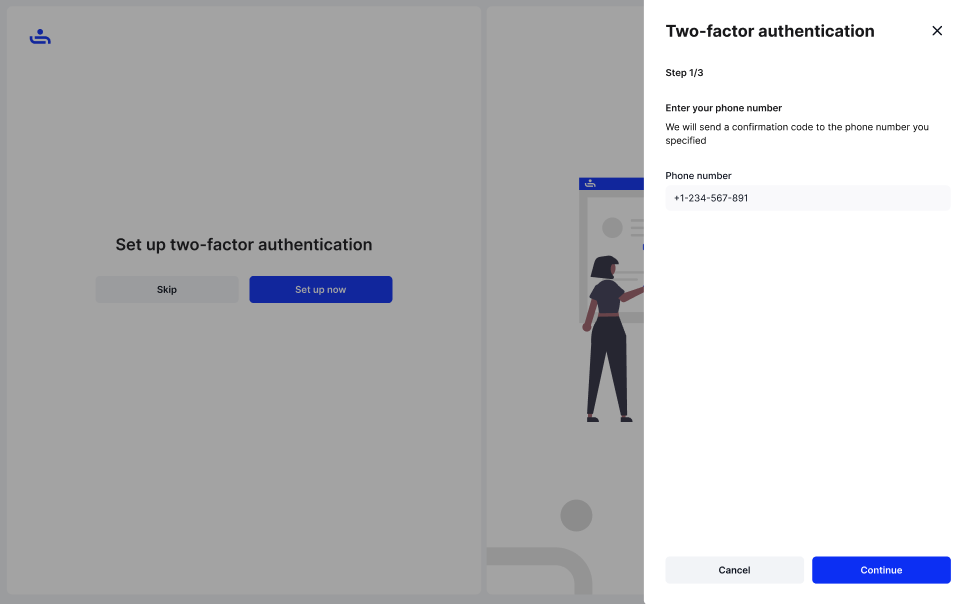 Set up two-factor authentication
Skip
Set up now
Two-factor authentication
Step 1/3
Enter your phone number
We will send a confirmation code to the phone number you
specified
Phone number
+1-234-567-891
Cancel
Continue